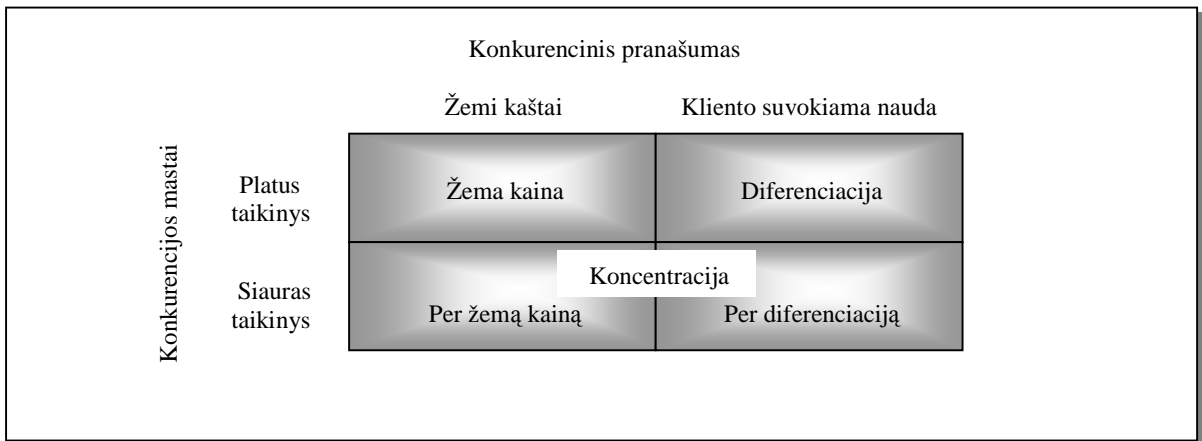 Konkurencinis pranašumas
Žemi kaštai Kliento suvokiama nauda
Konkurencijos mastai
Platus
taikinys
Žema kaina Diferenciacija
Koncentracija
Siauras
taikinys
Per žemą kainą Per diferenciaciją